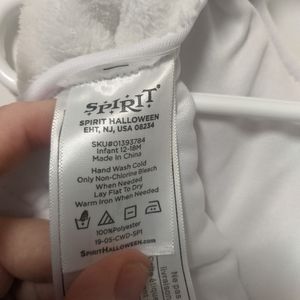 SPIRIT
SPIRIT HALLOWEEN
EHT, NJ, USA 08234
SKU#01393784
Infant 12-18M
Made In China
Hand Wash Cold
Only Non-Chlorine Bleach
When Needed
Lay Flat To Dry
Warm Iron When Needed
100%Polyester
19-05-CWD-SP1
SPIRITHALLOWEEN.com